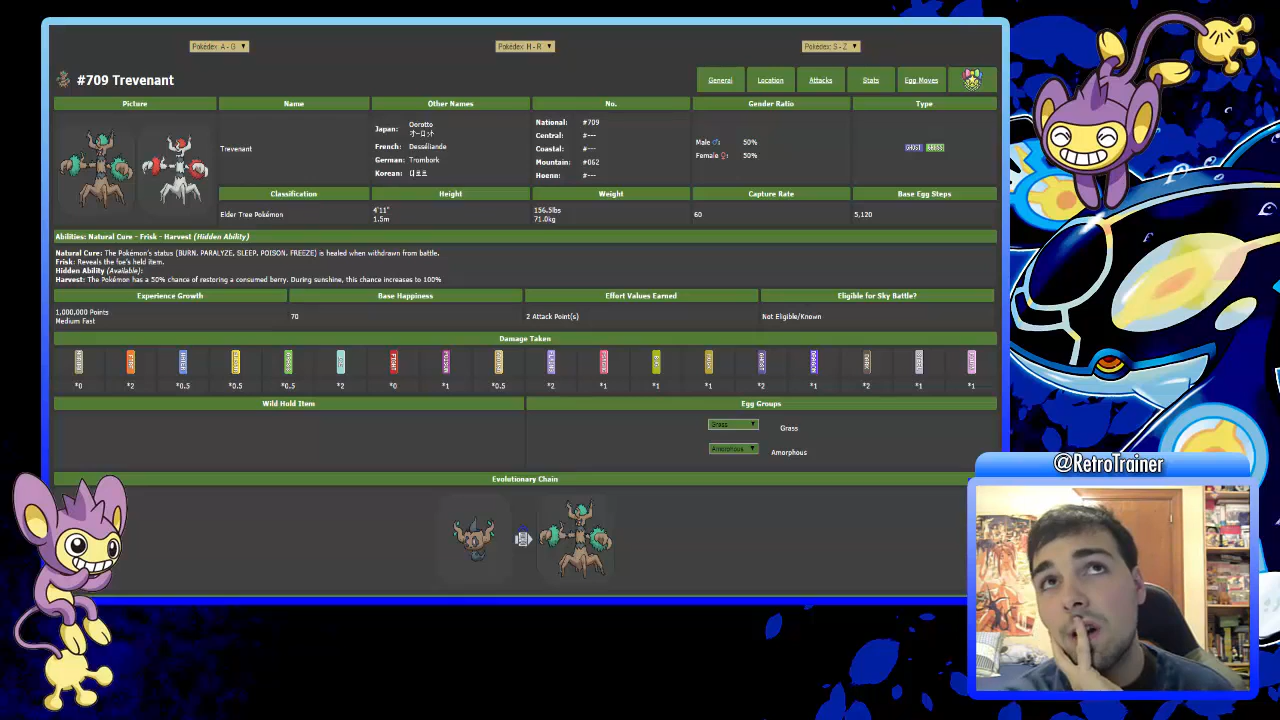 Pokédex: A - G
Pokédex: H - R
Pokédex: S - Z
#709 Trevenant
General
Location
Attacks
Stats
Egg Moves
Picture
Name
Other Names
No.
Gender Ratio
Type
Trevenant
Japan: Oorotto
オーロット
French: Desséliande
German: Trombork
Korean: 대로트
National: #709
Central: #---
Coastal: #---
Mountain: #062
Hoenn: #---
Male ♂: 50%
Female ♀: 50%
GHOST GRASS
Classification
Height
Weight
Capture Rate
Base Egg Steps
Elder Tree Pokémon
4'11"
1.5m
156.5lbs
71.0kg
60
5,120
Abilities: Natural Cure - Frisk - Harvest (Hidden Ability)
Natural Cure: The Pokémon's status (BURN, PARALYZE, SLEEP, POISON, FREEZE) is healed when withdrawn from battle.
Frisk: Reveals the foe's held item.
Hidden Ability (Available):
Harvest: The Pokémon has a 50% chance of restoring a consumed berry. During sunshine, this chance increases to 100%
Experience Growth
Base Happiness
Effort Values Earned
Eligible for Sky Battle?
1,000,000 Points
Medium Fast
70
2 Attack Point(s)
Not Eligible/Known
Damage Taken
*0 *2 *0.5 *0.5 *0.5 *2 *0 *1 *0.5 *2 *1 *1 *1 *2 *1 *2 *1 *1
Wild Hold Item
Egg Groups
Grass
Grass
Amorphous
Amorphous
Evolutionary Chain
@RetroTrainer